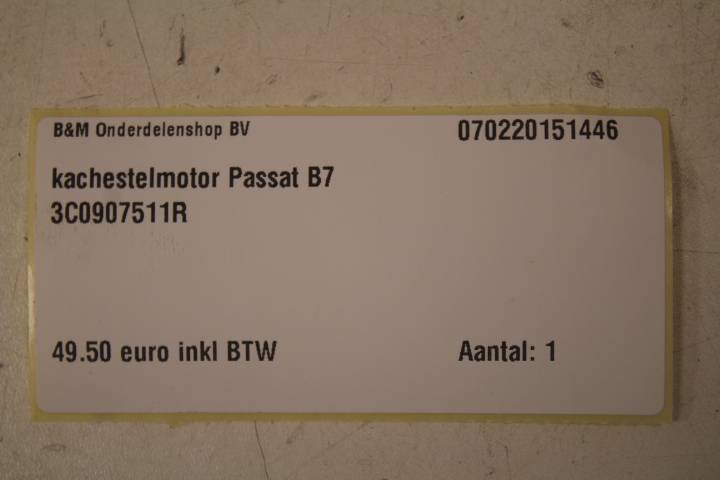 B&M Onderdelenshop BV 070220151446
kachestelmotor Passat B7
3C0907511R
49.50 euro inkl BTW Aantal: 1